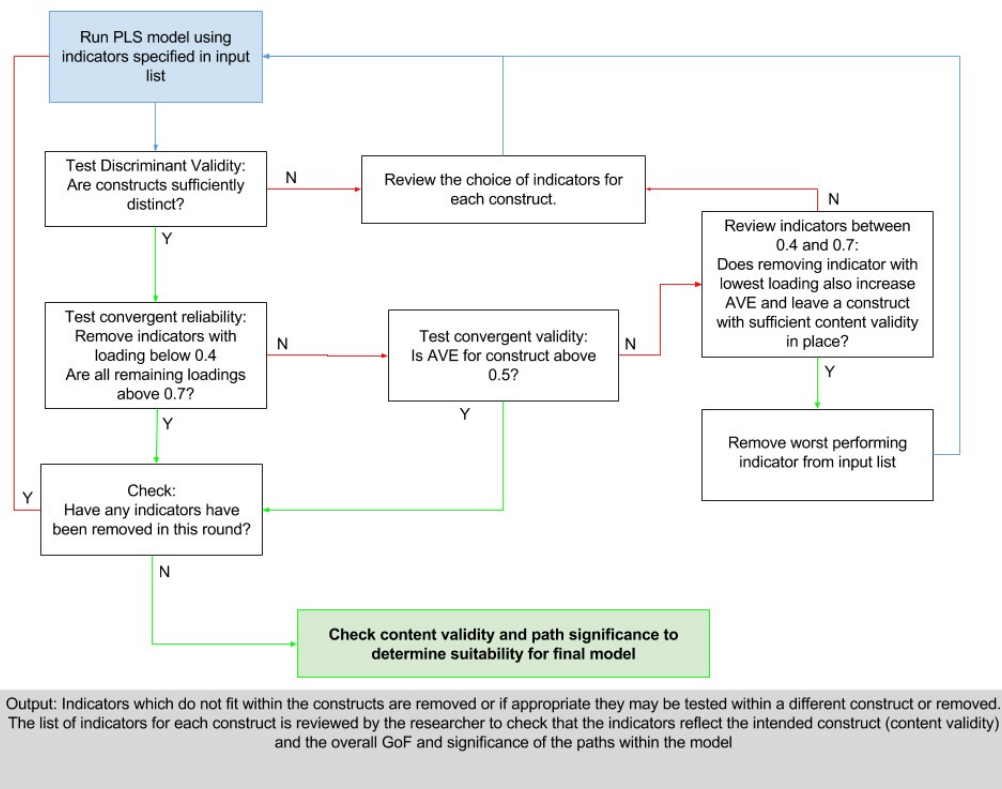 Run PLS model using
indicators specified in input
list
Test Discriminant Validity:
Are constructs sufficiently
distinct?
N
Review the choice of indicators for
each construct.
N
Y
Review indicators between
0.4 and 0.7:
Does removing indicator with
lowest loading also increase
AVE and leave a construct
with sufficient content validity
in place?
Test convergent reliability:
Remove indicators with
loading below 0.4
Are all remaining loadings
above 0.7?
N
Test convergent validity:
Is AVE for construct above
0.5?
N
Y
Y
Y
Remove worst performing
indicator from input list
Check:
Have any indicators have
been removed in this round?
Y
N
Check content validity and path significance to
determine suitability for final model
Output: Indicators which do not fit within the constructs are removed or if appropriate they may be tested within a different construct or removed.
The list of indicators for each construct is reviewed by the researcher to check that the indicators reflect the intended construct (content validity)
and the overall GoF and significance of the paths within the model